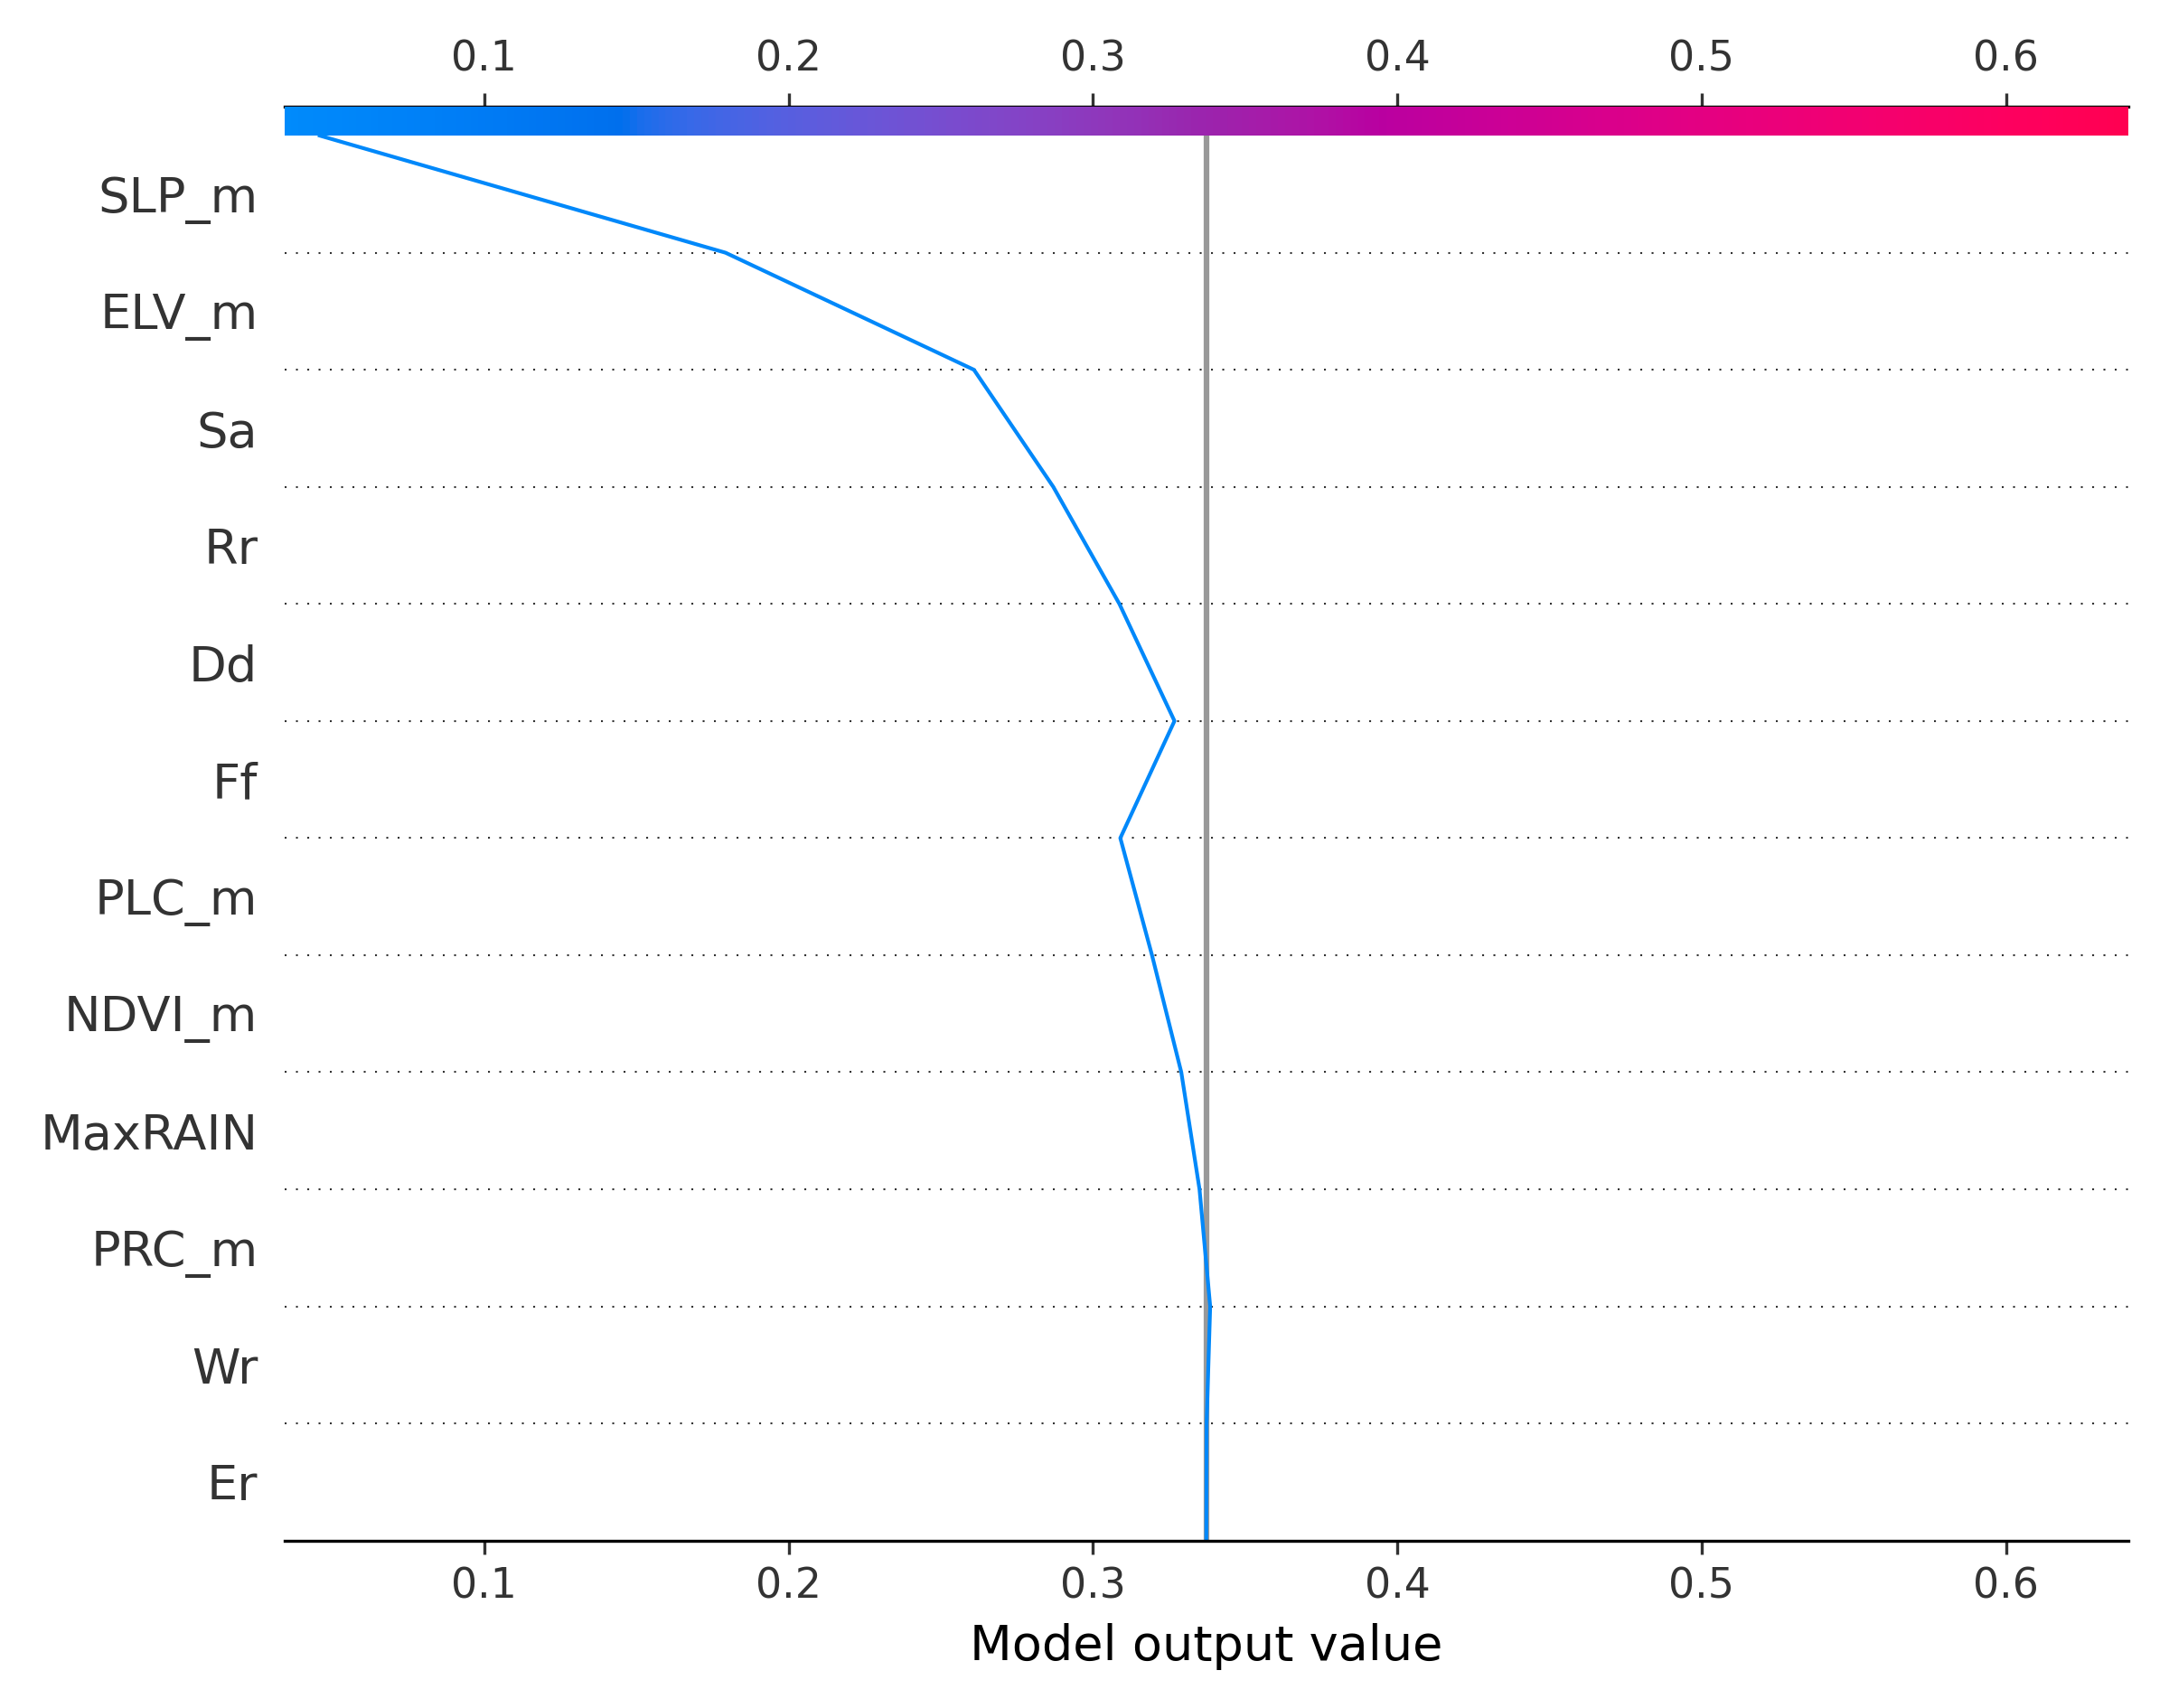 0.1 0.2 0.3 0.4 0.5 0.6
SLP_m
ELV_m
Sa
Rr
Dd
Ff
PLC_m
NDVI_m
MaxRAIN
PRC_m
Wr
Er
0.1 0.2 0.3 0.4 0.5 0.6
Model output value